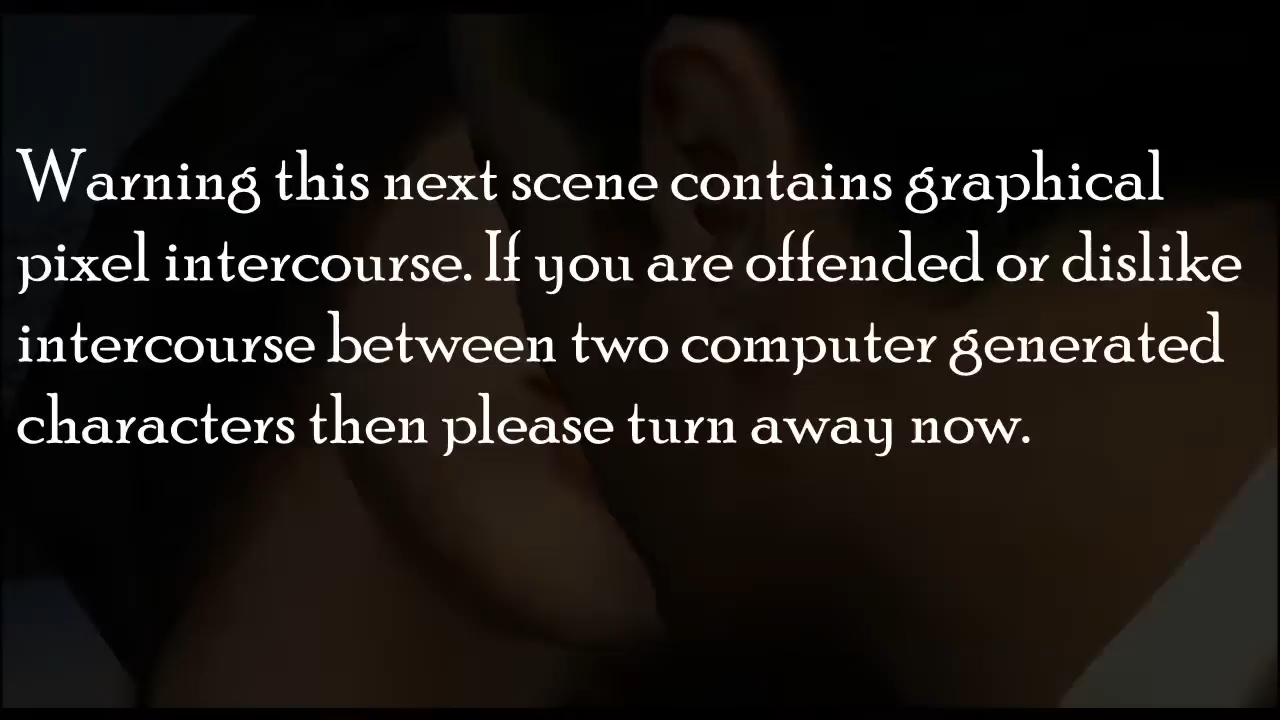 Warning this next scene contains graphical
pixel intercourse. If you are offended or dislike
intercourse between two computer generated
characters then please turn away now.